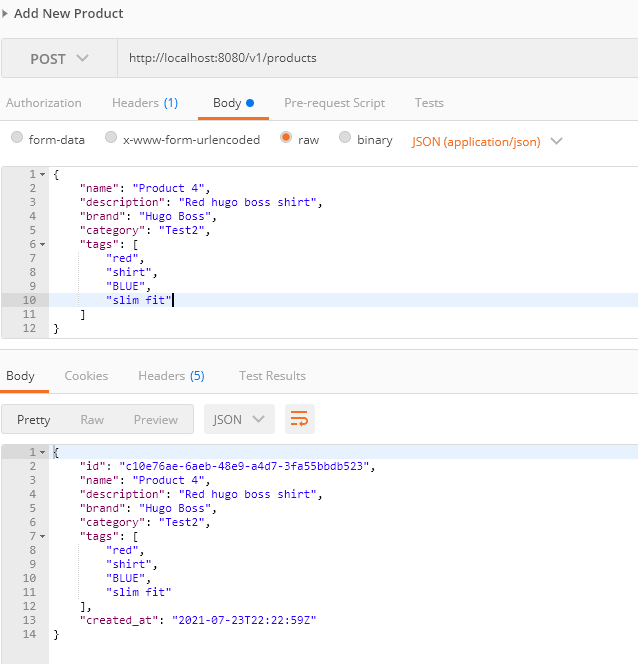 Add New Product
POST http://localhost:8080/v1/products
Authorization Headers (1) Body Pre-request Script Tests
form-data x-www-form-urlencoded raw binary JSON (application/json)
1 {
2 "name": "Product 4",
3 "description": "Red hugo boss shirt",
4 "brand": "Hugo Boss",
5 "category": "Test2",
6 "tags": [
7 "red",
8 "shirt",
9 "BLUE",
10 "slim fit"
11 ]
12 }
Body Cookies Headers (5) Test Results
Pretty Raw Preview JSON
1 {
2 "id": "c10e76ae-6aeb-48e9-a4d7-3fa55bbdb523",
3 "name": "Product 4",
4 "description": "Red hugo boss shirt",
5 "brand": "Hugo Boss",
6 "category": "Test2",
7 "tags": [
8 "red",
9 "shirt",
10 "BLUE",
11 "slim fit"
12 ],
13 "created_at": "2021-07-23T22:22:59Z"
14 }